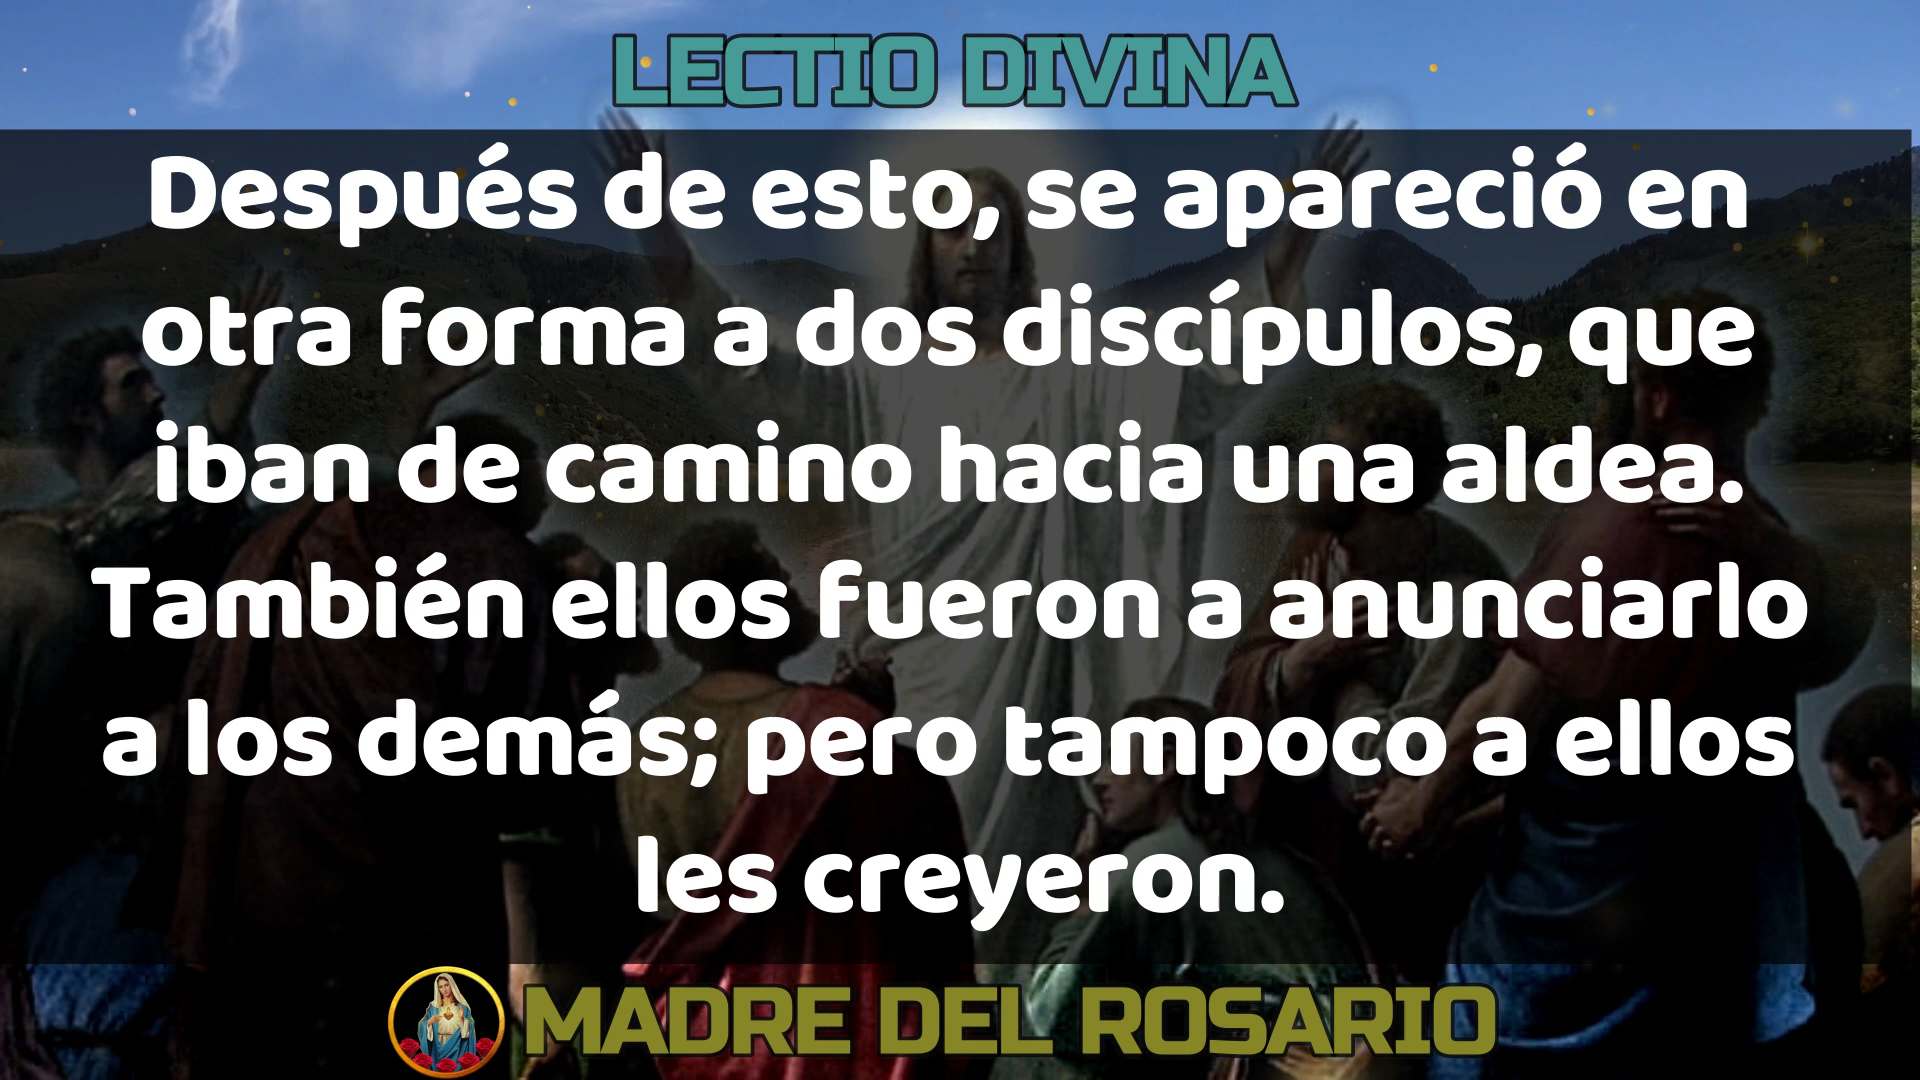 LECTIO DIVINA
Después de esto, se apareció en
otra forma a dos discípulos, que
iban de camino hacia una aldea.
También ellos fueron a anunciarlo
a los demás; pero tampoco a ellos
les creyeron.
MADRE DEL ROSARIO